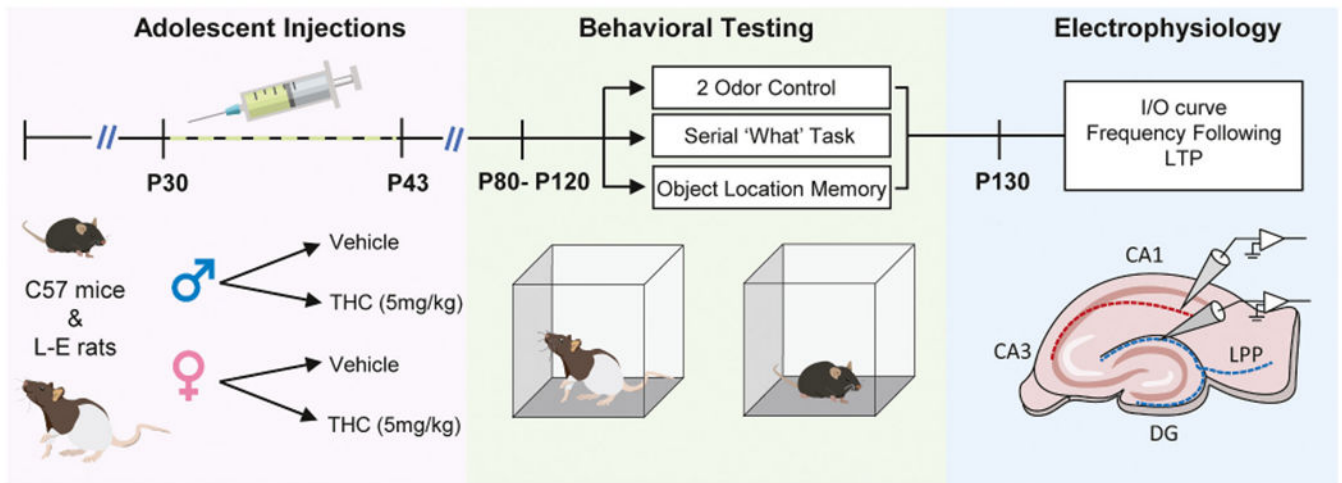 Adolescent Injections
Behavioral Testing
Electrophysiology
P30
P43
P80- P120
2 Odor Control
Serial ‘What’ Task
Object Location Memory
P130
I/O curve
Frequency Following
LTP
C57 mice
&
L-E rats
♂
Vehicle
THC (5mg/kg)
♀
Vehicle
THC (5mg/kg)
CA1
CA3
LPP
DG